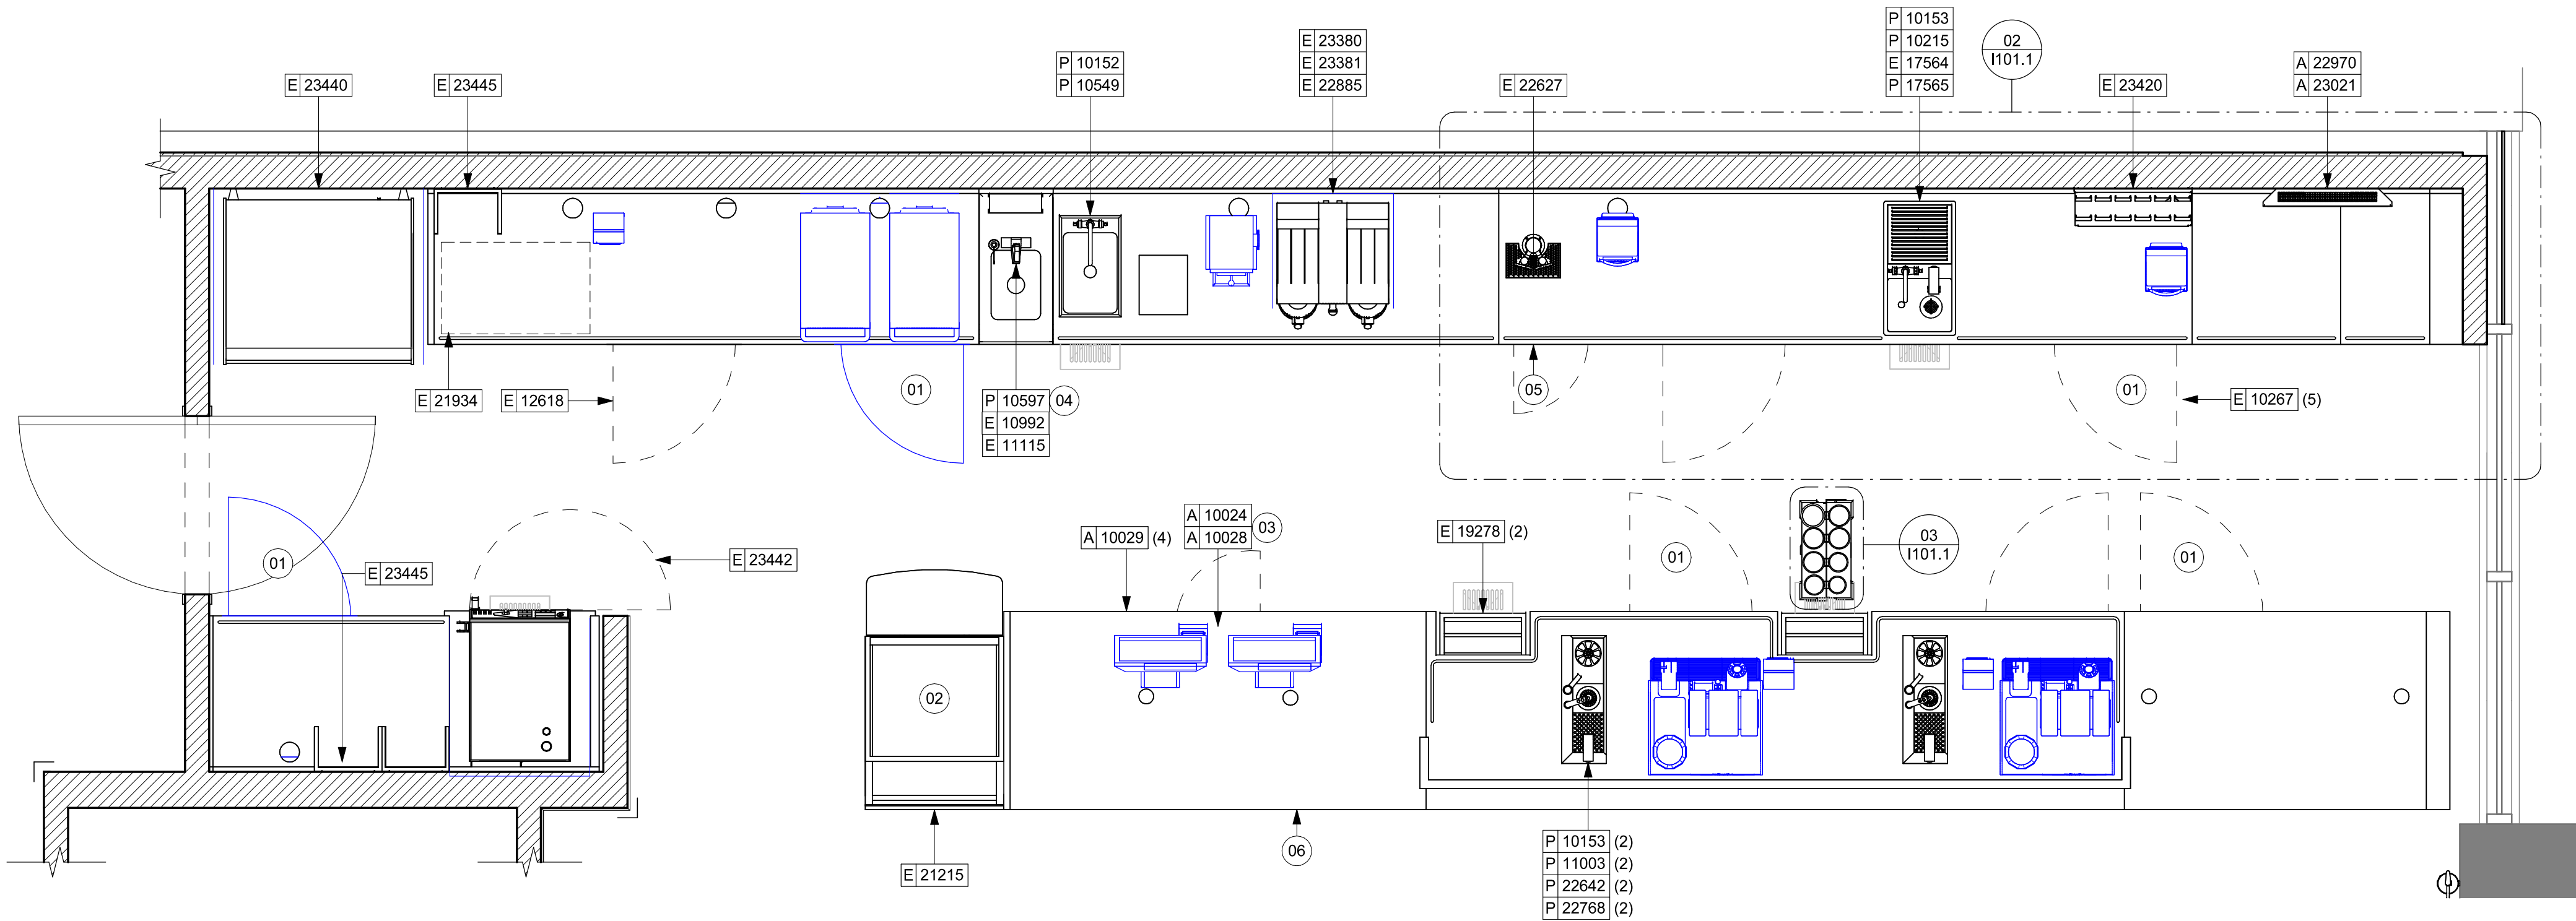 P 10153
P 10215
E 17564
P 17565
02
I101.1
E 23380
E 23381
E 22885
P 10152
P 10549
A 22970
A 23021
E 23440
E 23445
E 22627
E 23420
E 21934
E 12618
01
P 10597 04
E 10992
E 11115
05
01
E 10267 (5)
A 10024
A 10028
03
A 10029 (4)
E 19278 (2)
03
I101.1
01
E 23445
E 23442
01
01
02
06
E 21215
P 10153 (2)
P 11003 (2)
P 22642 (2)
P 22768 (2)